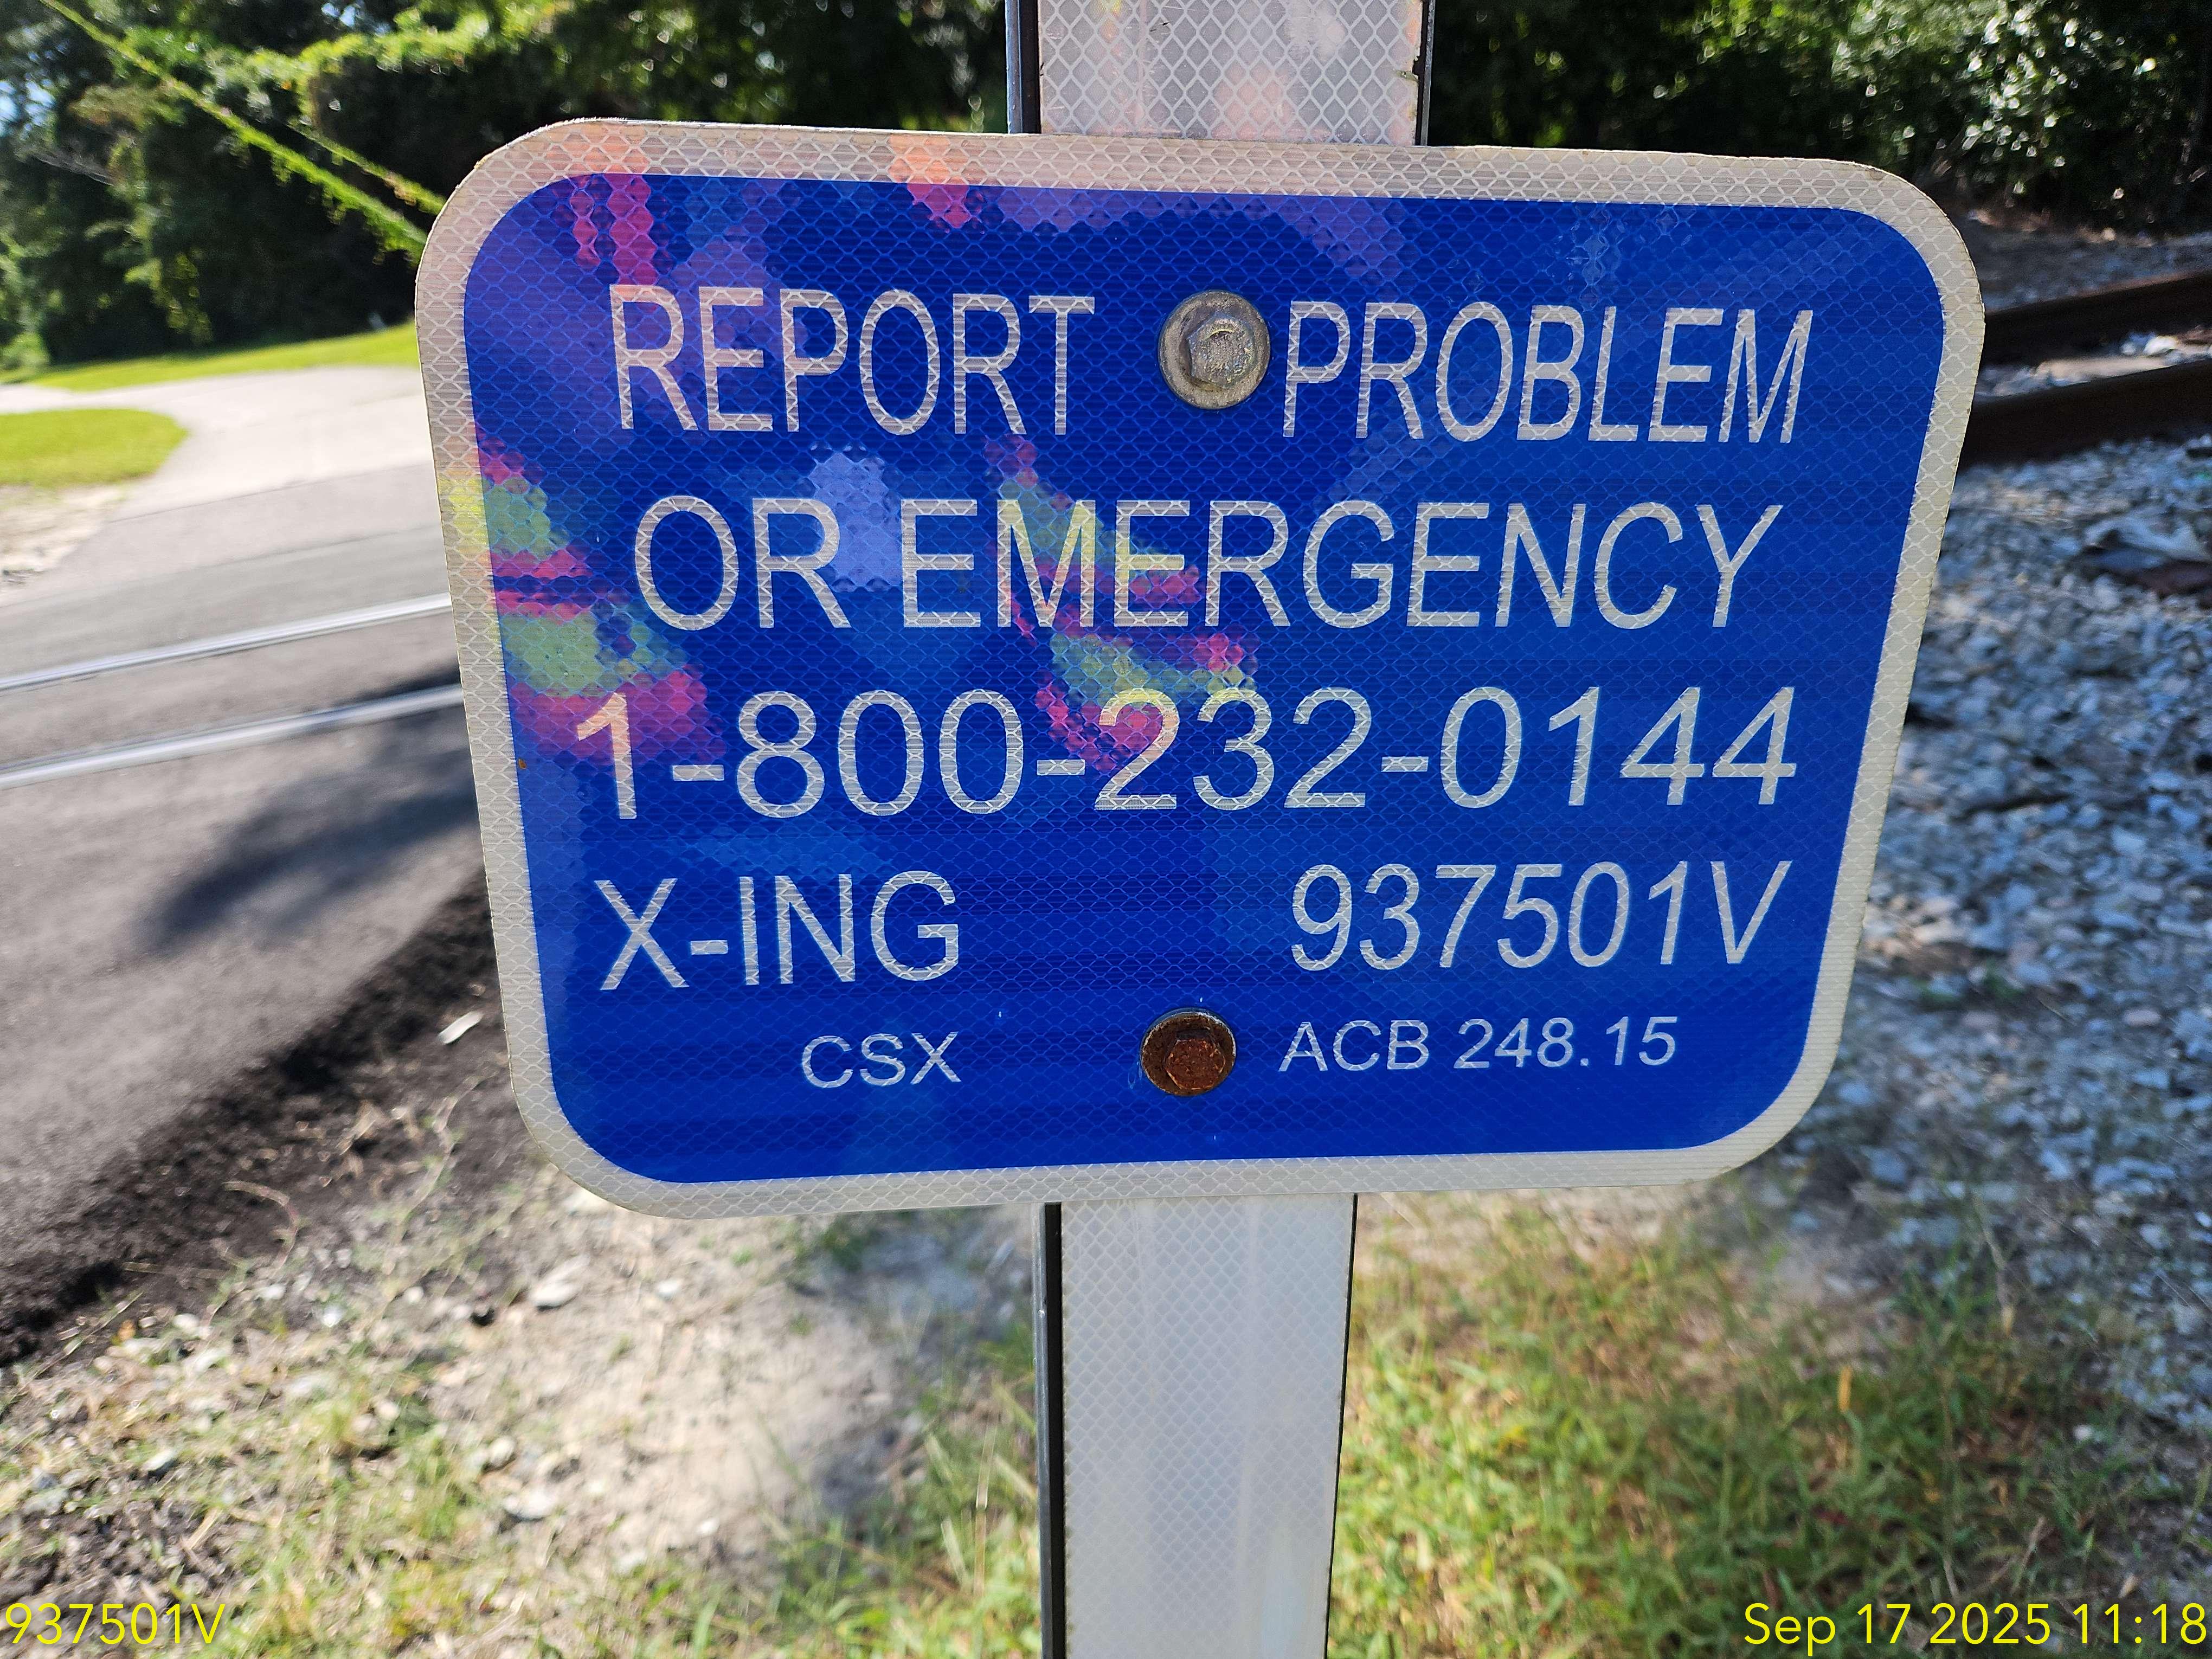 REPORT PROBLEM
OR EMERGENCY
1-800-232-0144
X-ING 937501V
CSX ACB 248.15
937501V
Sep 17 2025 11:18